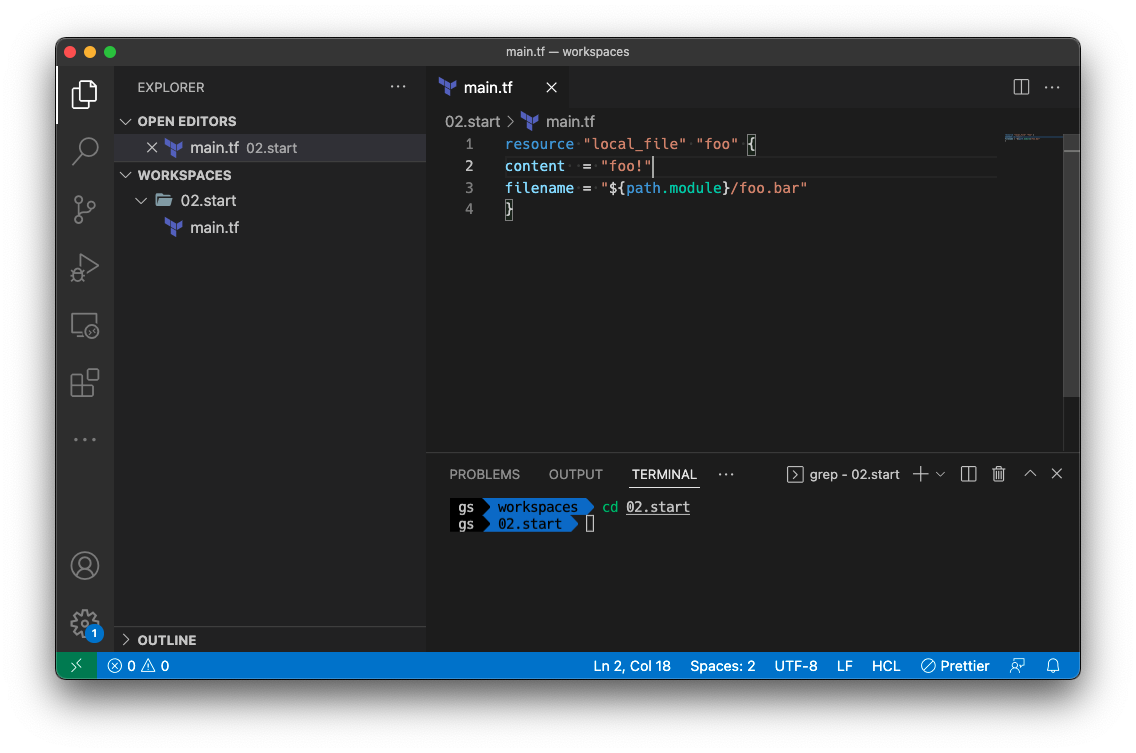 main.tf — workspaces
EXPLORER
OPEN EDITORS
main.tf 02.start
WORKSPACES
02.start
main.tf
OUTLINE
main.tf
02.start > main.tf
1 resource "local_file" "foo" {
2 content  = "foo!"
3 filename = "${path.module}/foo.bar"
4 }
PROBLEMS OUTPUT TERMINAL ··· grep - 02.start
gs workspaces cd 02.start
gs 02.start
1
0 0 Ln 2, Col 18 Spaces: 2 UTF-8 LF HCL Prettier